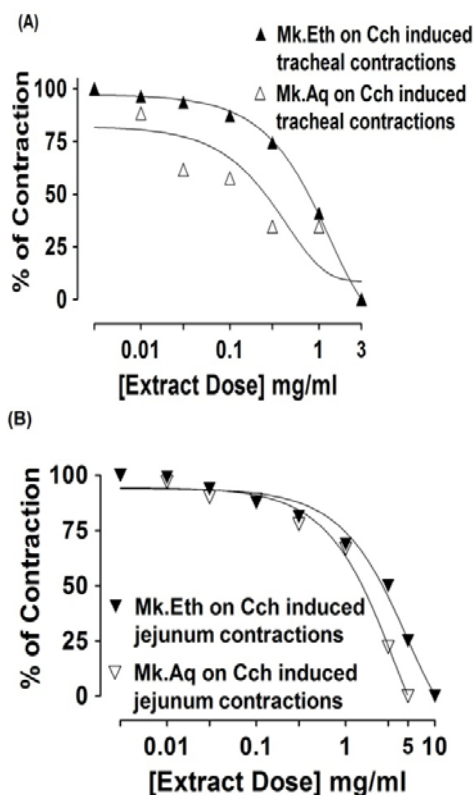 (A)
Mk.Eth on Cch induced
tracheal contractions
Mk.Aq on Cch induced
tracheal contractions
% of Contraction
100
75
50
25
0
0.01 0.1 1 3
[Extract Dose] mg/ml
(B)
% of Contraction
100
75
50
25
0
Mk.Eth on Cch induced
jejunum contractions
Mk.Aq on Cch induced
jejunum contractions
0.01 0.1 1 5 10
[Extract Dose] mg/ml